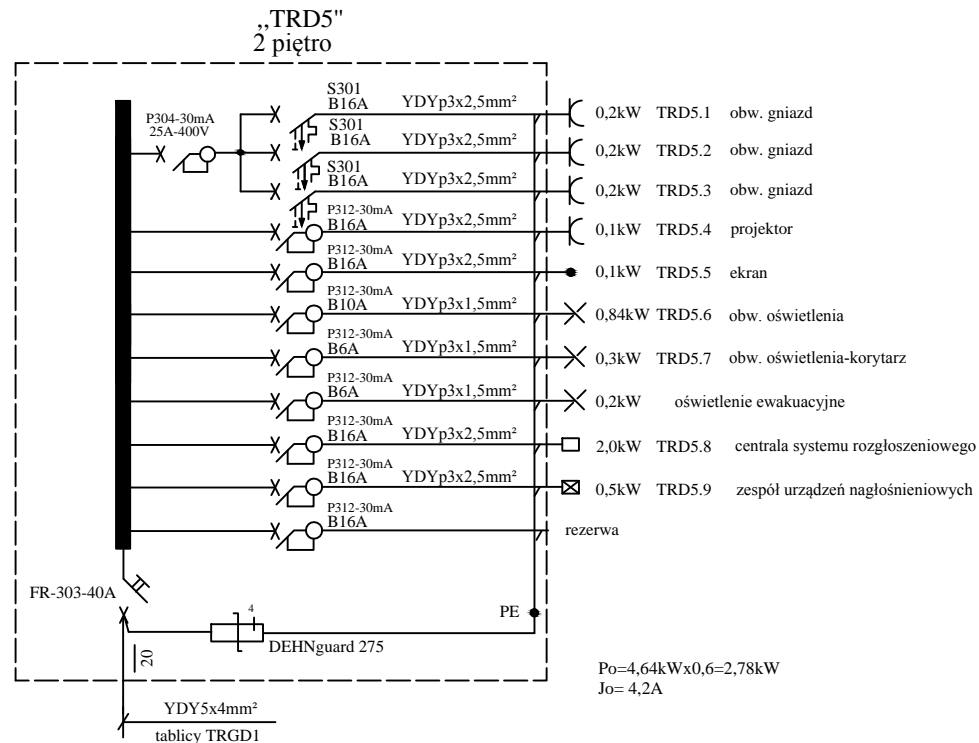 „TRD5"
2 piętro
P304-30mA
25A-400V
S301
B16A YDYp3x2,5mm² 0,2kW TRD5.1 obw. gniazd
S301
B16A YDYp3x2,5mm² 0,2kW TRD5.2 obw. gniazd
S301
B16A YDYp3x2,5mm² 0,2kW TRD5.3 obw. gniazd
P312-30mA
B16A YDYp3x2,5mm² 0,1kW TRD5.4 projektor
P312-30mA
B16A YDYp3x2,5mm² 0,1kW TRD5.5 ekran
P312-30mA
B10A YDYp3x1,5mm² 0,84kW TRD5.6 obw. oświetlenia
P312-30mA
B6A YDYp3x1,5mm² 0,3kW TRD5.7 obw. oświetlenia-korytarz
P312-30mA
B6A YDYp3x1,5mm² 0,2kW oświetlenie ewakuacyjne
P312-30mA
B16A YDYp3x2,5mm² 2,0kW TRD5.8 centrala systemu rozgłoszeniowego
P312-30mA
B16A YDYp3x2,5mm² 0,5kW TRD5.9 zespół urządzeń nagłośnieniowych
P312-30mA
B16A rezerwa
FR-303-40A
PE
4
DEHNguard 275
20
Po=4,64kWx0,6=2,78kW
Jo= 4,2A
YDY5x4mm²
tablicy TRGD1